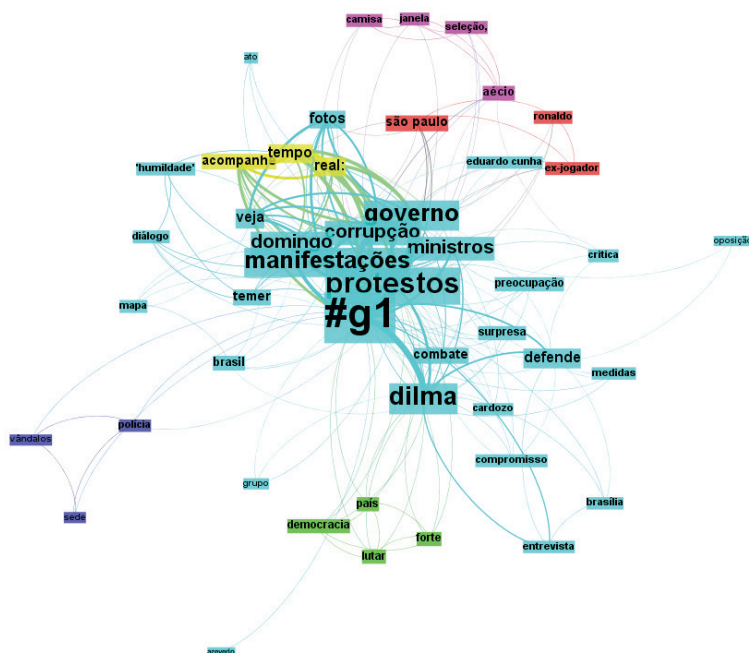 camisa
janela
seleção,
ato
aécio
fotos
são paulo
ronaldo
tempo
acompanhe
real:
eduardo cunha
'humildade'
ex-jogador
veja
governo
corrupção
diálogo
domingo
ministros
oposição
manifestações
critica
protestos
preocupação
mapa
temer
#g1
surpresa
brasil
combate
defende
medidas
dilma
cardozo
polícia
vândalos
compromisso
grupo
país
brasília
sede
democracia
forte
lutar
entrevista